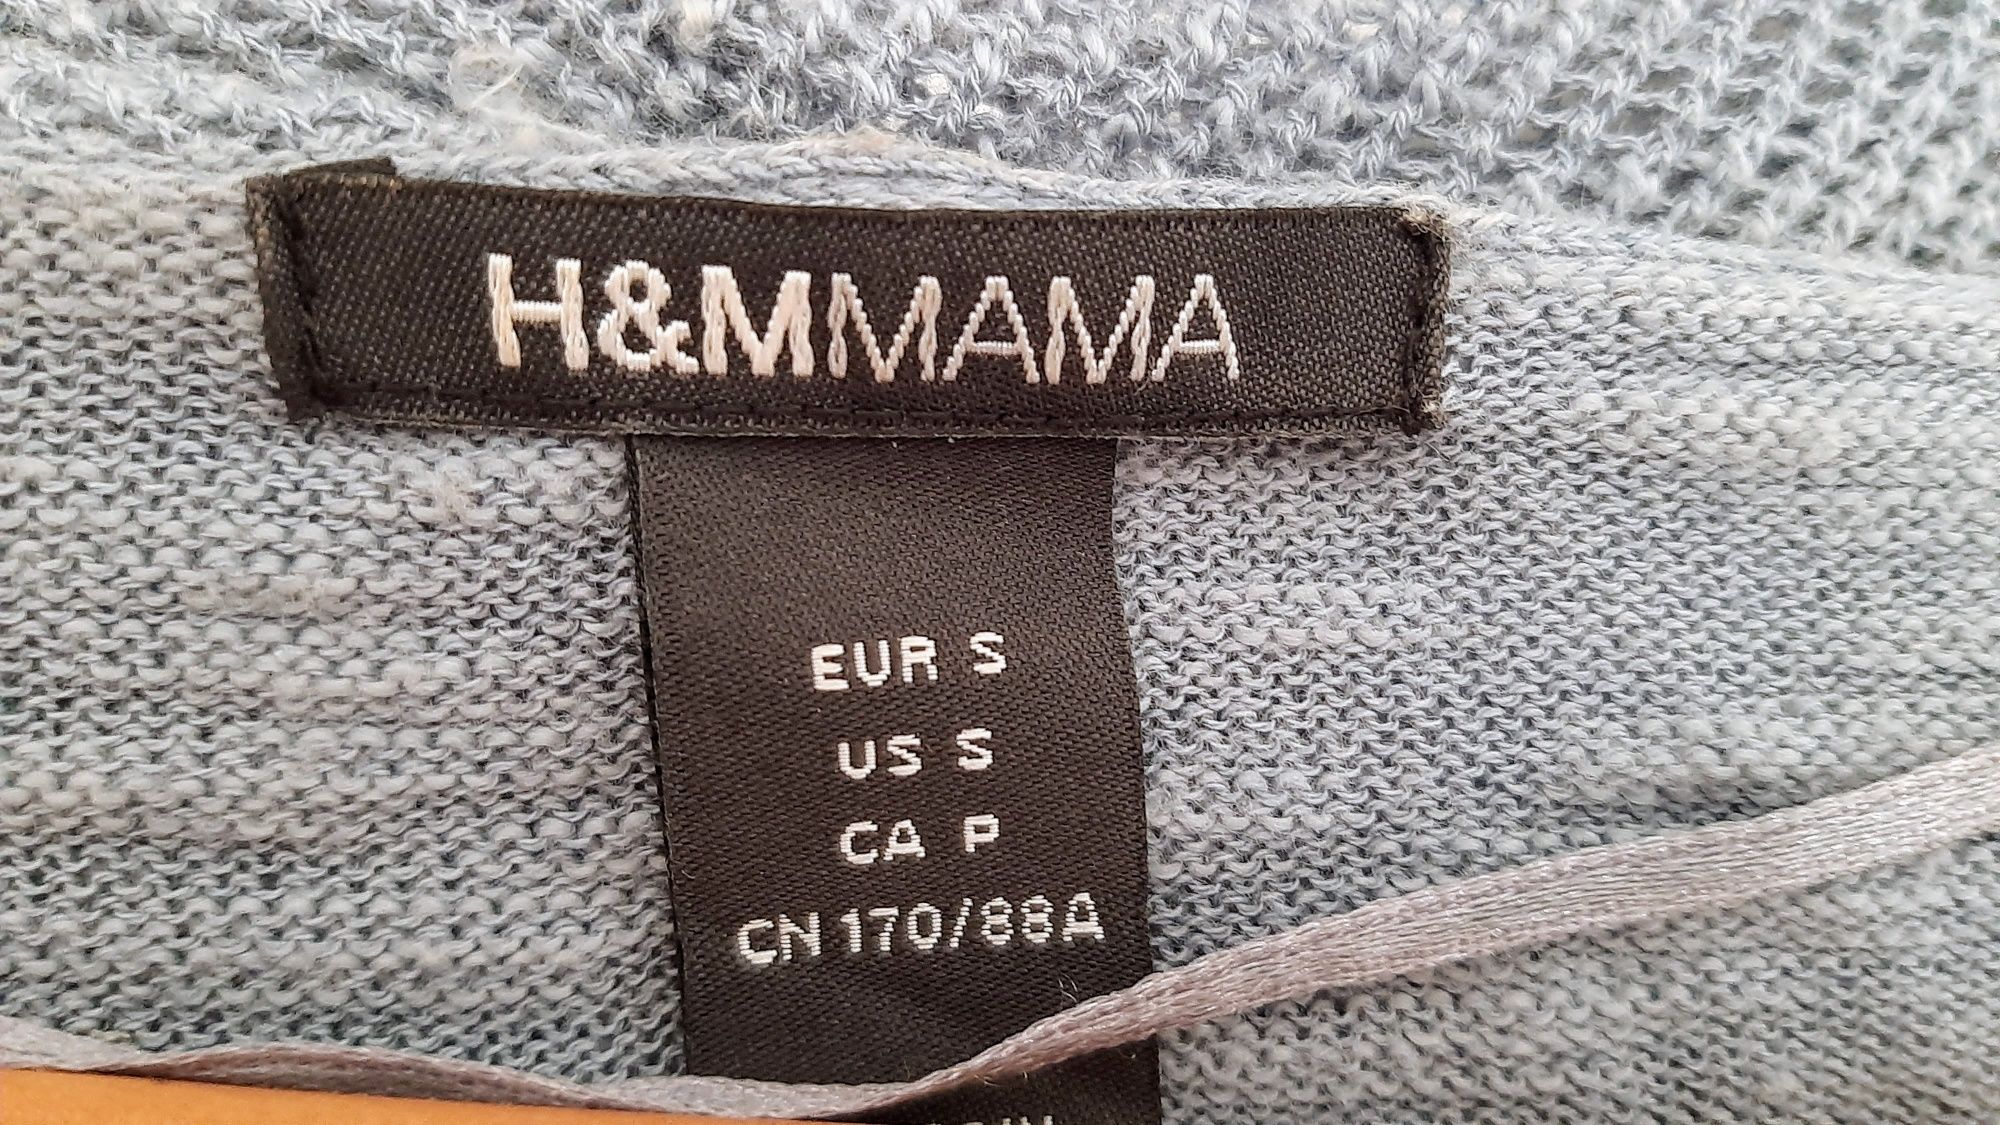 H&MMAMA
EUR S
US S
CA P
CN 170/88A